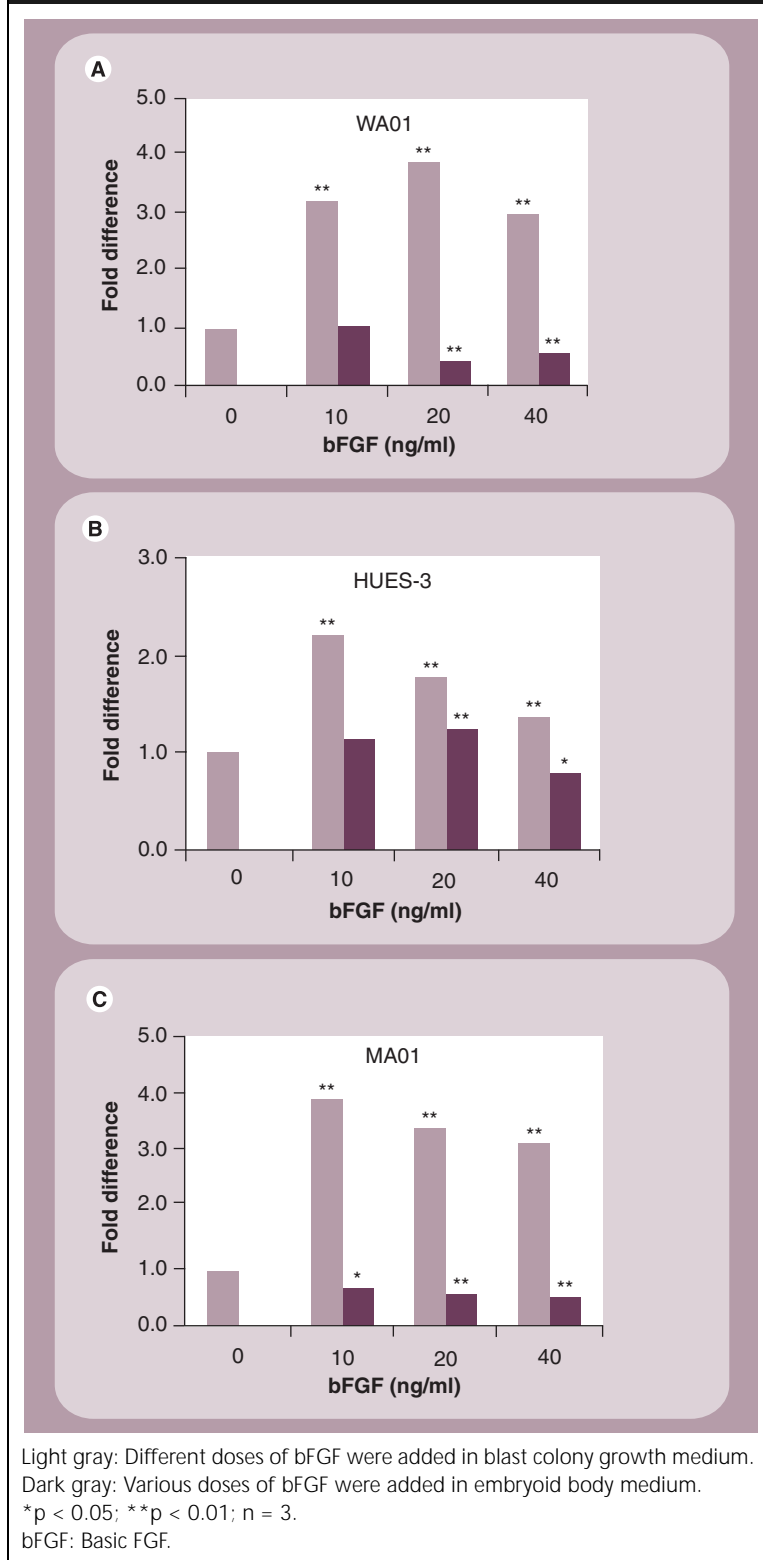 A
WA01
Fold difference
5.0
4.0
3.0
2.0
1.0
0.0
** ** ** ** **
0 10 20 40
bFGF (ng/ml)
B
HUES-3
Fold difference
3.0
2.0
1.0
0.0
** ** ** ** *
0 10 20 40
bFGF (ng/ml)
C
MA01
Fold difference
5.0
4.0
3.0
2.0
1.0
0.0
** * ** ** ** **
0 10 20 40
bFGF (ng/ml)
Light gray: Different doses of bFGF were added in blast colony growth medium.
Dark gray: Various doses of bFGF were added in embryoid body medium.
*p < 0.05; **p < 0.01; n = 3.
bFGF: Basic FGF.